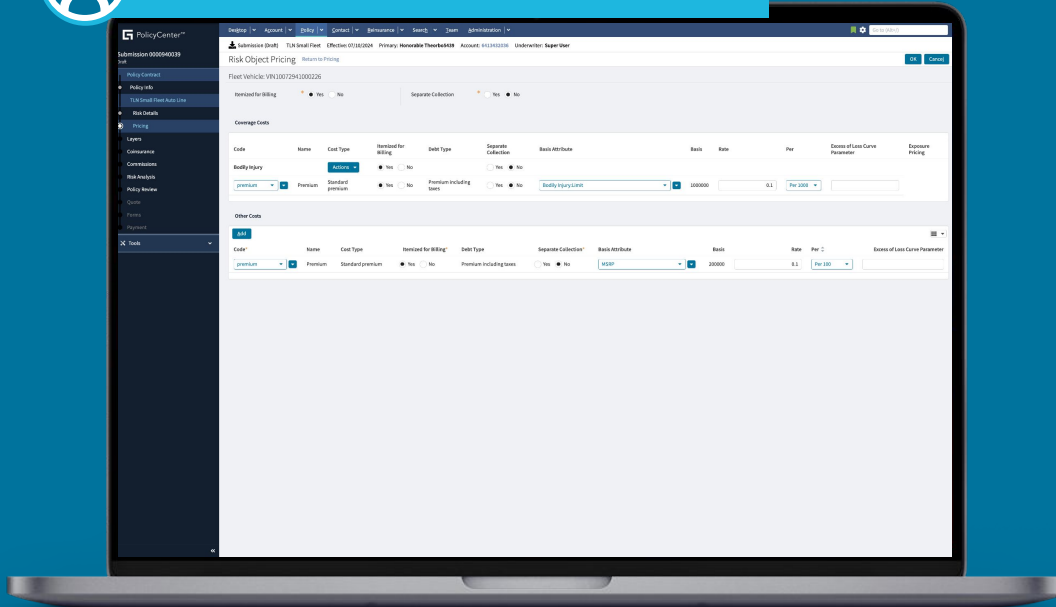 PolicyCenter™
Desktop Account Policy Contact Reinsurance Search Team Administration
Submission 0000940039
Draft
Submission (Draft) TLN Small Fleet Effective: 07/10/2024 Primary: Honorable Theorbo5439 Account: Underwriter: Super User
Risk Object Pricing Return to Pricing OK Cancel
Policy Contract
Policy Info
TLN Small Fleet Auto Line
Risk Details
Pricing
Layers
Coinsurance
Commissions
Risk Analysis
Policy Review
Quote
Forms
Payment
Tools
Fleet Vehicle: VIN10072941000226
Itemized for Billing * Yes No Separate Collection * Yes No
Coverage Costs
Code Name Cost Type Itemized for Billing Debt Type Separate Collection Basis Attribute Basis Rate Per Excess of Loss Curve Parameter Exposure Pricing
Bodily Injury Actions Yes No Yes No
premium Premium Standard premium Yes No Premium including taxes Yes No Bodily Injury:Limit 1000000 0.1 Per 1000
Other Costs
Add
Code* Name Cost Type Itemized for Billing* Debt Type Separate Collection* Basis Attribute Basis Rate Per Excess of Loss Curve Parameter
premium Premium Standard premium Yes No Premium including taxes Yes No MSRP 200000 0.1 Per 100